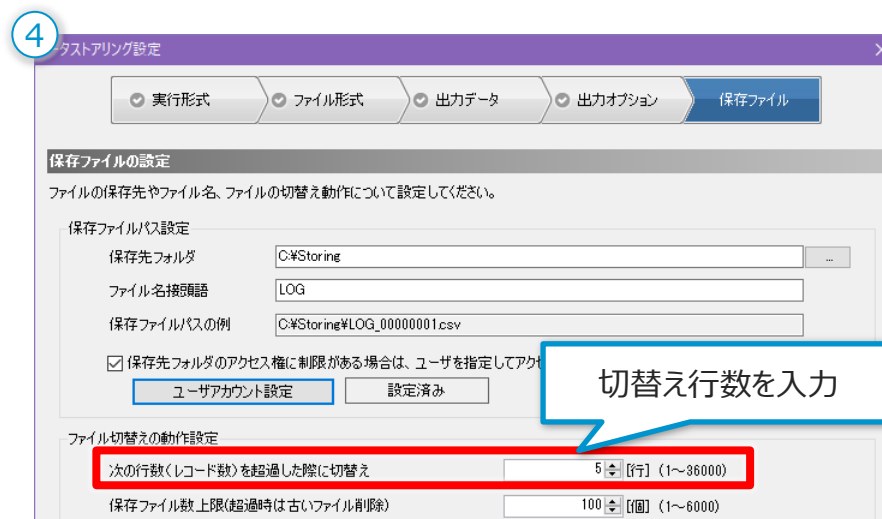 ④
ータストアリング設定
実行形式
ファイル形式
出力データ
出力オプション
保存ファイル
保存ファイルの設定
ファイルの保存先やファイル名、ファイルの切替え動作について設定してください。
保存ファイルパス設定
保存先フォルダ
C:¥Storing
...
ファイル名接頭語
LOG
保存ファイルパスの例
C:¥Storing¥LOG_00000001.csv
保存先フォルダのアクセス権に制限がある場合は、ユーザを指定してアクセ
ユーザアカウント設定
設定済み
切替え行数を入力
ファイル切替えの動作設定
次の行数(レコード数)を超過した際に切替え
5 [行] (1~36000)
保存ファイル数上限(超過時は古いファイル削除)
100 [個] (1~6000)